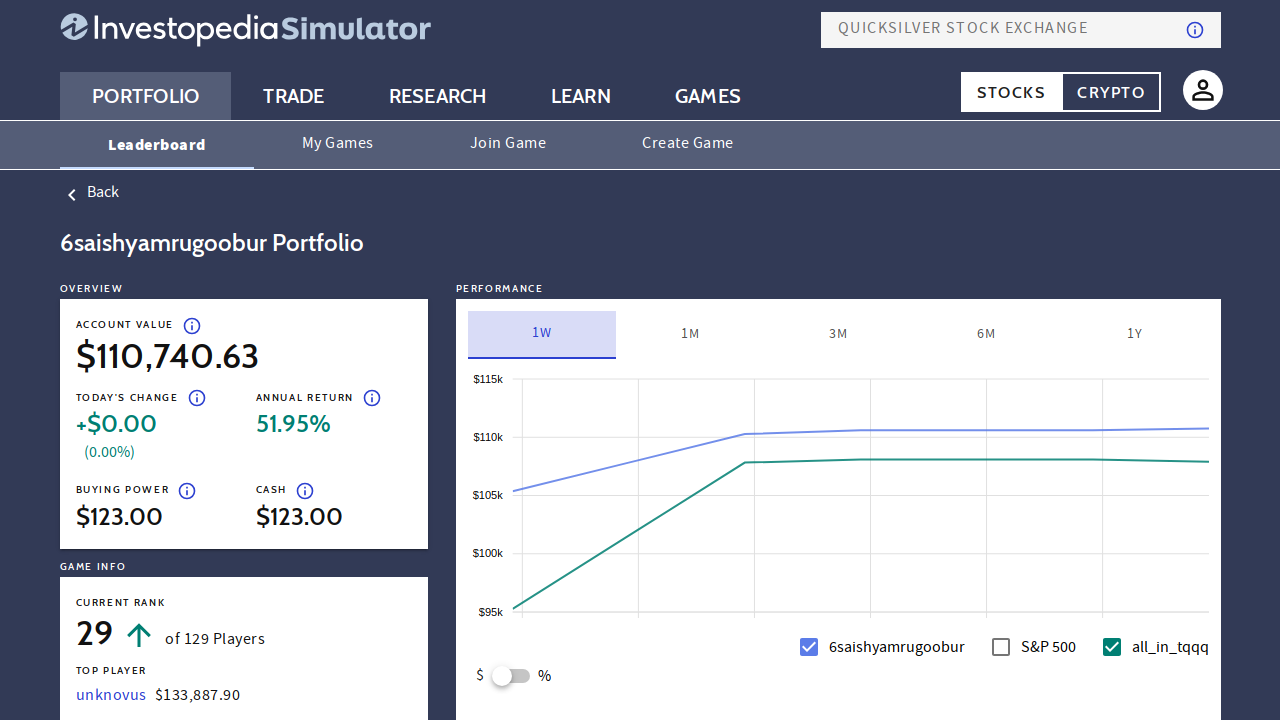 InvestopediaSimulator
QUICKSILVER STOCK EXCHANGE
PORTFOLIO TRADE RESEARCH LEARN GAMES
STOCKS CRYPTO
Leaderboard My Games Join Game Create Game
Back
6saishyamrugoobur Portfolio
OVERVIEW
ACCOUNT VALUE
$110,740.63
TODAY'S CHANGE ANNUAL RETURN
+$0.00 51.95%
(0.00%)
BUYING POWER CASH
$123.00 $123.00
GAME INFO
CURRENT RANK
29 of 129 Players
TOP PLAYER
unknovus $133,887.90
PERFORMANCE
1W 1M 3M 6M 1Y
$115k
$110k
$105k
$100k
$95k
6saishyamrugoobur S&P 500 all_in_tqqq
$ %